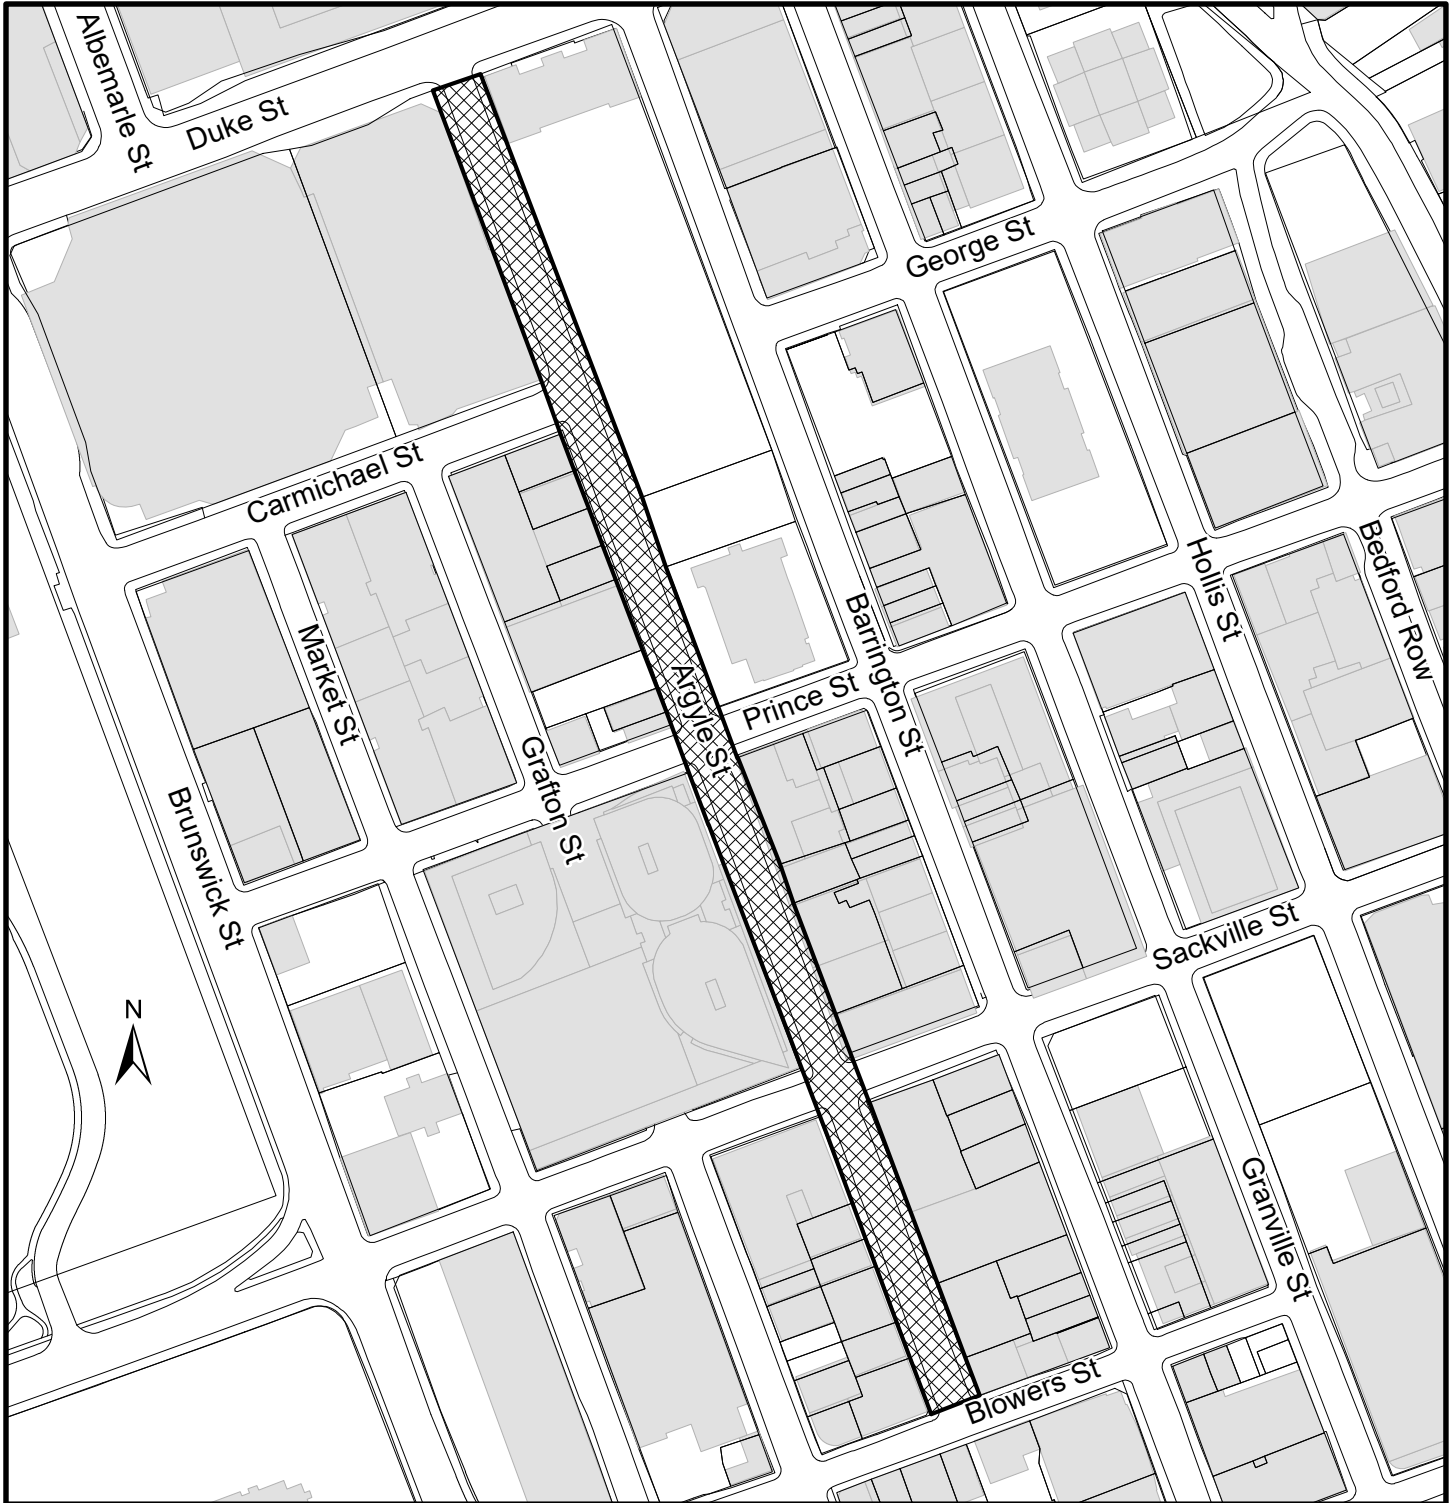 Albemarle St
Duke St
George St
Carmichael St
Hollis St
Bedford Row
Barrington St
Market St
Argyle St
Prince St
Grafton St
Brunswick St
Sackville St
N
Granville St
Blowers St